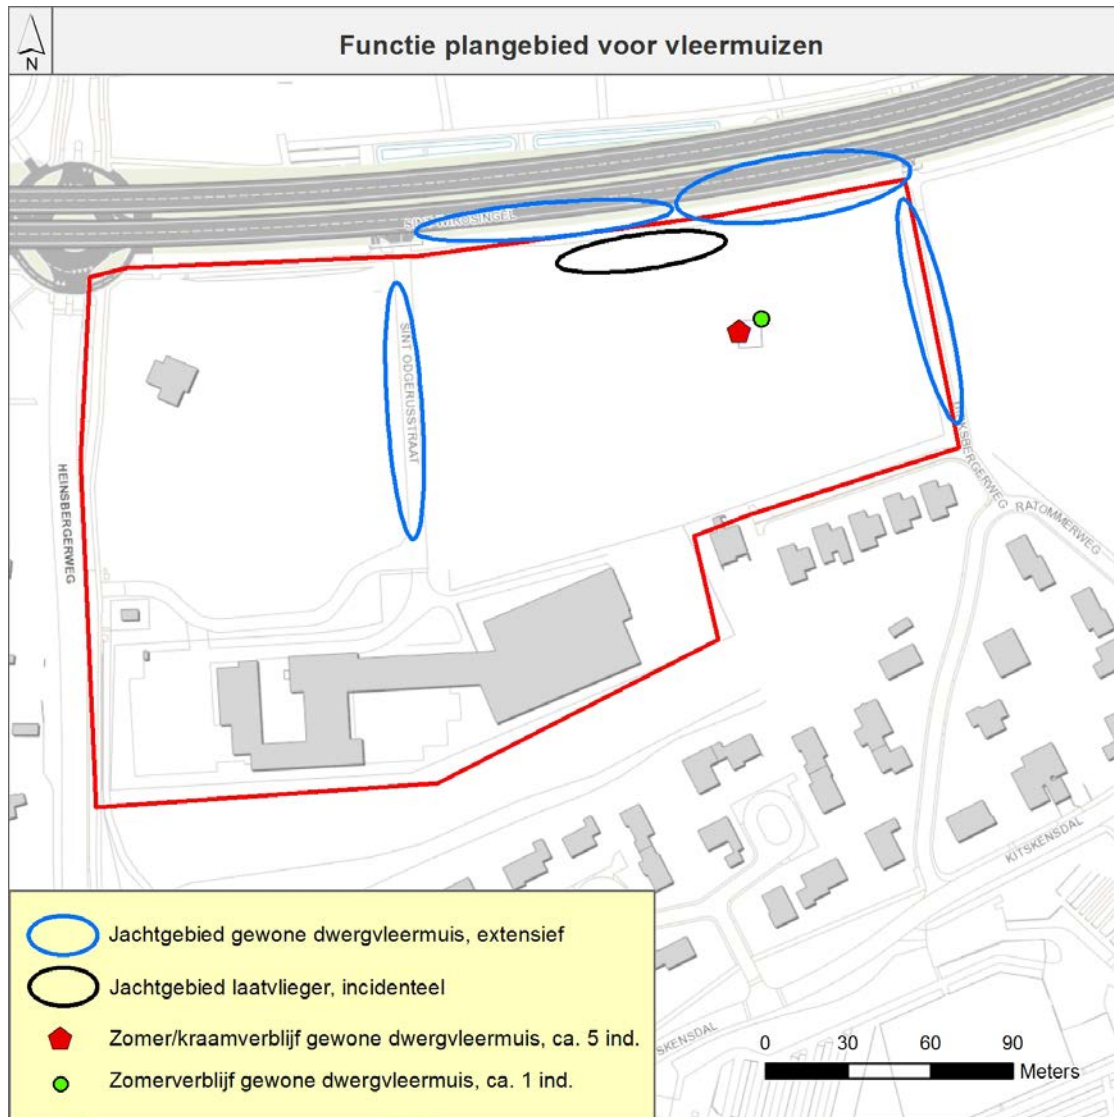 N
Functie plangebied voor vleermuizen
SINT WIROSINGEL
SINT ODGERUSSTRAAT
HEINSBERGERWEG
RATOMMERWEG
KITSKENSDAL
Jachtgebied gewone dwergvleermuis, extensief
Jachtgebied laatvlieger, incidenteel
Zomer/kraamverblijf gewone dwergvleermuis, ca. 5 ind.
Zomerverblijf gewone dwergvleermuis, ca. 1 ind.
SKENSDAL
0 30 60 90
Meters